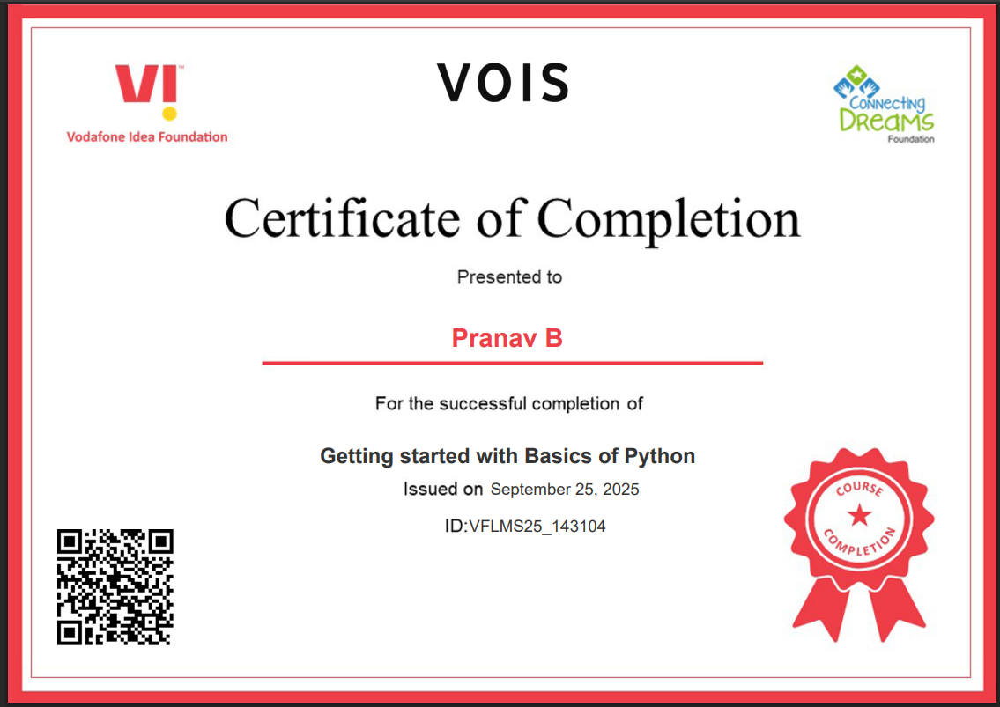 VI™
Vodafone Idea Foundation
VOIS
Connecting
Dreams
Foundation
Certificate of Completion
Presented to
Pranav B
For the successful completion of
Getting started with Basics of Python
Issued on September 25, 2025
ID:VFLMS25_143104
COURSE
COMPLETION